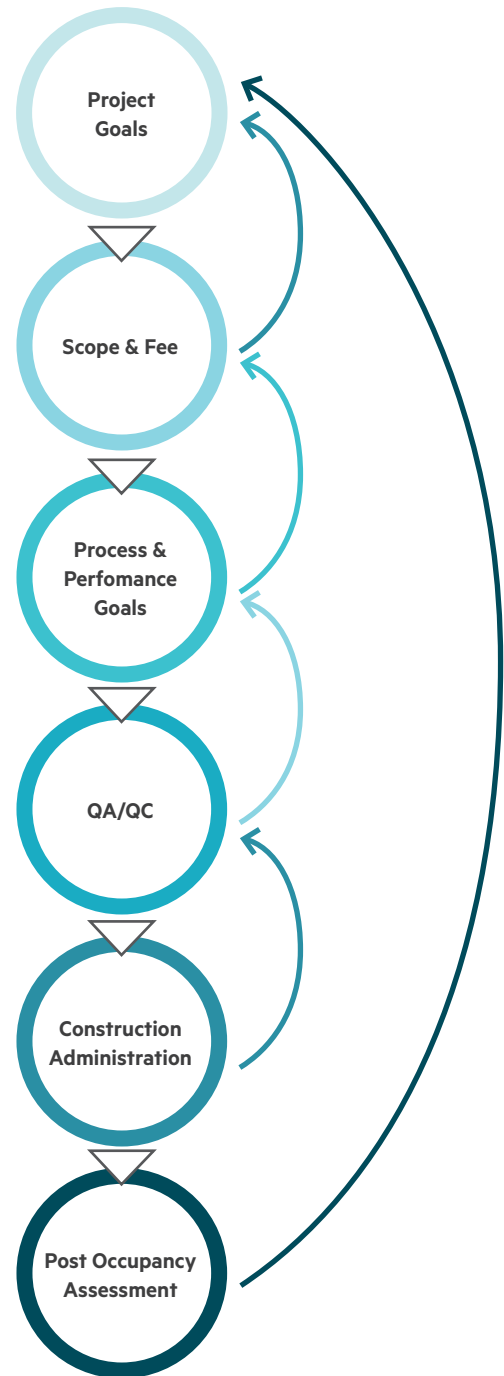 Project
Goals
Scope & Fee
Process &
Perfomance
Goals
QA/QC
Construction
Administration
Post Occupancy
Assessment